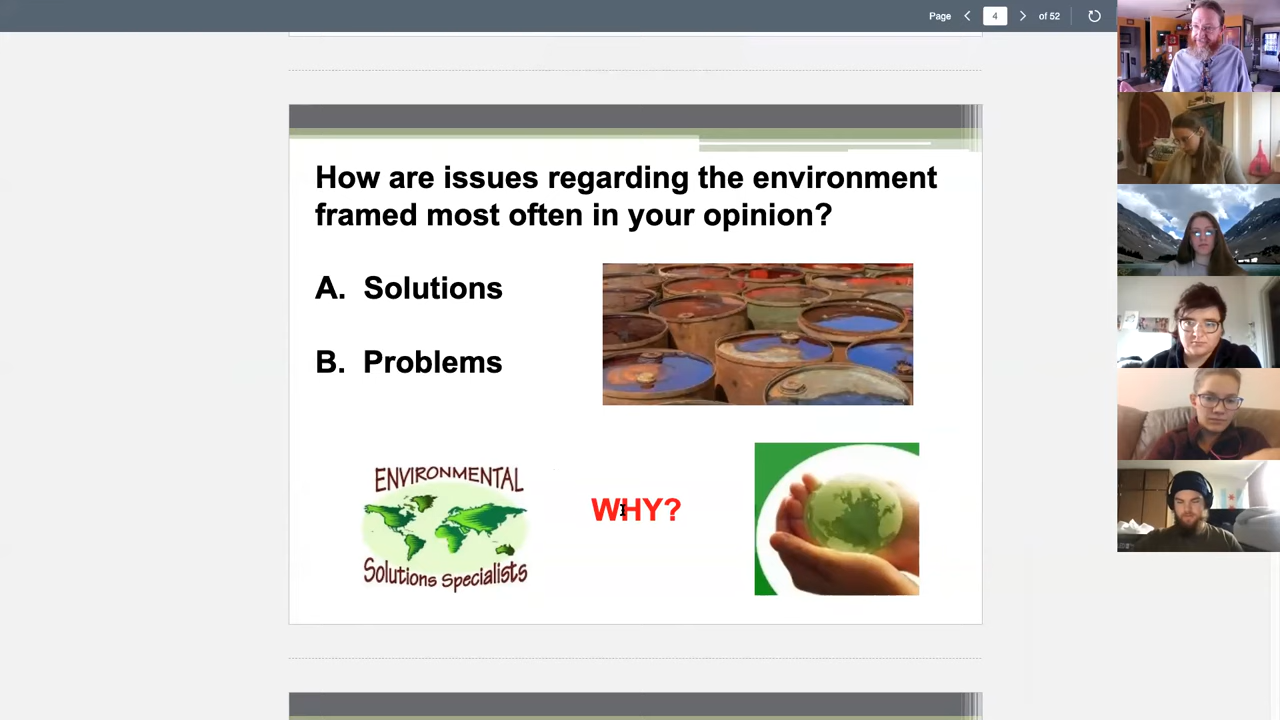 Page 4 of 52
How are issues regarding the environment
framed most often in your opinion?
A. Solutions
B. Problems
ENVIRONMENTAL
Solutions Specialists
WHY?